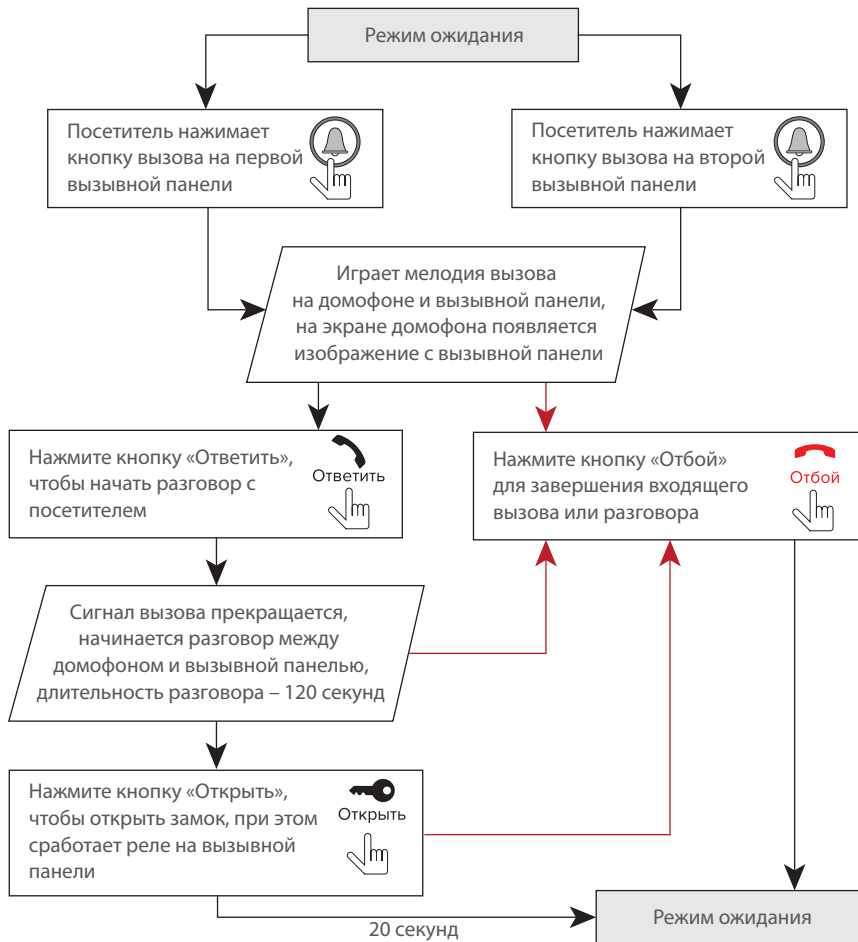 Режим ожидания
Посетитель нажимает
кнопку вызова на первой
вызывной панели
Посетитель нажимает
кнопку вызова на второй
вызывной панели
Играет мелодия вызова
на домофоне и вызывной панели,
на экране домофона появляется
изображение с вызывной панели
Нажмите кнопку «Ответить»,
чтобы начать разговор с
посетителем
Ответить
Нажмите кнопку «Отбой»
для завершения входящего
вызова или разговора
Отбой
Сигнал вызова прекращается,
начинается разговор между
домофоном и вызывной панелью,
длительность разговора – 120 секунд
Нажмите кнопку «Открыть»,
чтобы открыть замок, при этом
сработает реле на вызывной
панели
Открыть
20 секунд
Режим ожидания